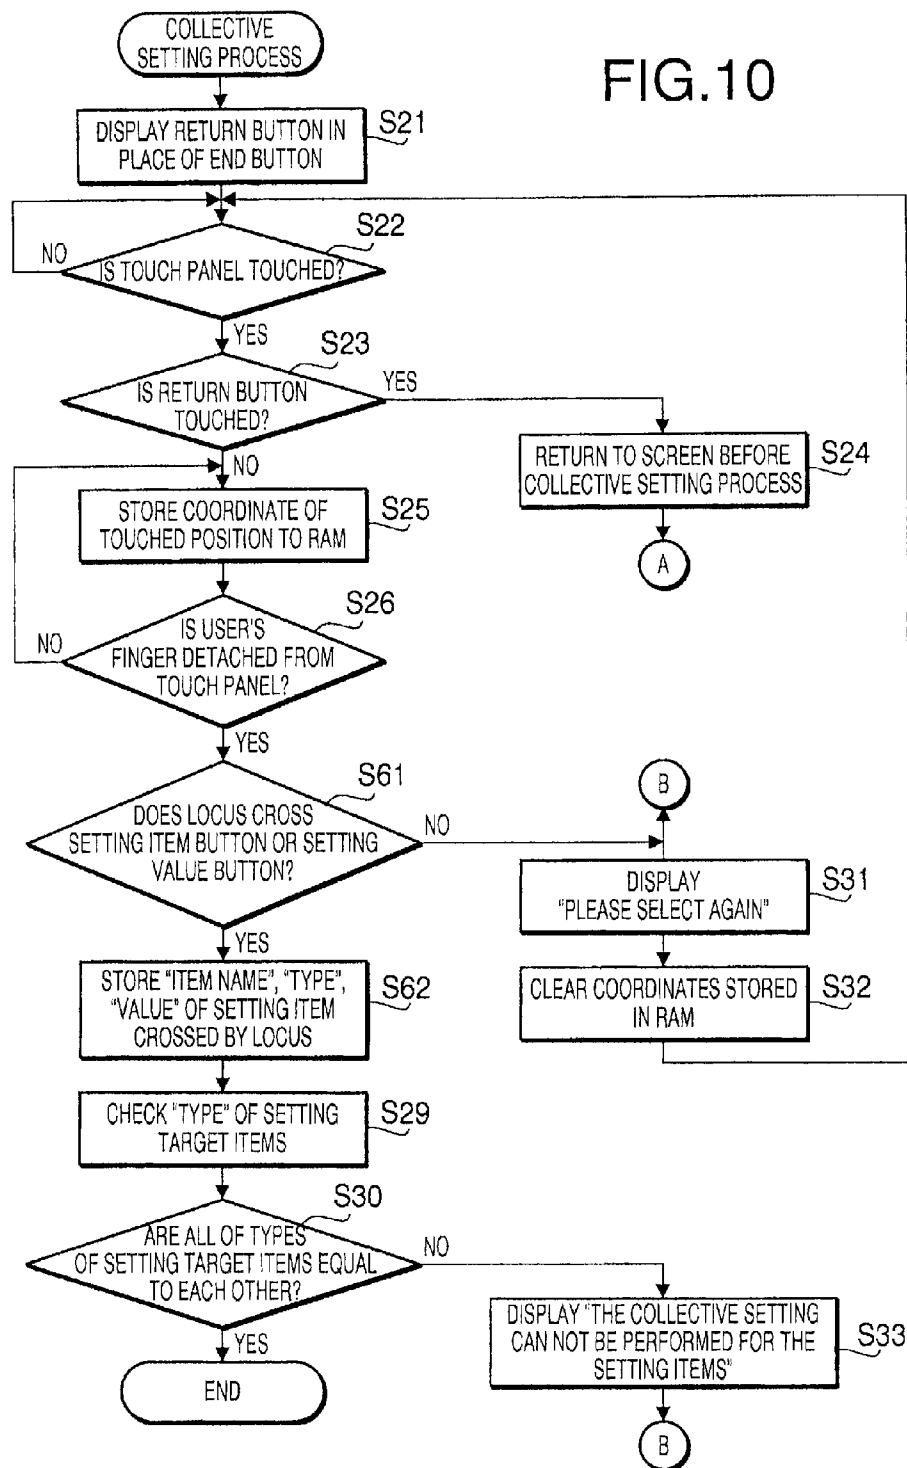 COLLECTIVE
SETTING PROCESS
FIG.10
DISPLAY RETURN BUTTON IN
PLACE OF END BUTTON
S21
S22
NO
IS TOUCH PANEL TOUCHED?
YES
S23
IS RETURN BUTTON
TOUCHED?
YES
NO
RETURN TO SCREEN BEFORE
COLLECTIVE SETTING PROCESS
S24
A
STORE COORDINATE OF
TOUCHED POSITION TO RAM
S25
S26
NO
IS USER'S
FINGER DETACHED FROM
TOUCH PANEL?
YES
S61
DOES LOCUS CROSS
SETTING ITEM BUTTON OR SETTING
VALUE BUTTON?
NO
B
DISPLAY
"PLEASE SELECT AGAIN"
S31
YES
STORE "ITEM NAME", "TYPE",
"VALUE" OF SETTING ITEM
CROSSED BY LOCUS
S62
CLEAR COORDINATES STORED
IN RAM
S32
CHECK "TYPE" OF SETTING
TARGET ITEMS
S29
S30
ARE ALL OF TYPES
OF SETTING TARGET ITEMS EQUAL
TO EACH OTHER?
NO
YES
DISPLAY "THE COLLECTIVE SETTING
CAN NOT BE PERFORMED FOR THE
SETTING ITEMS"
S33
END
B